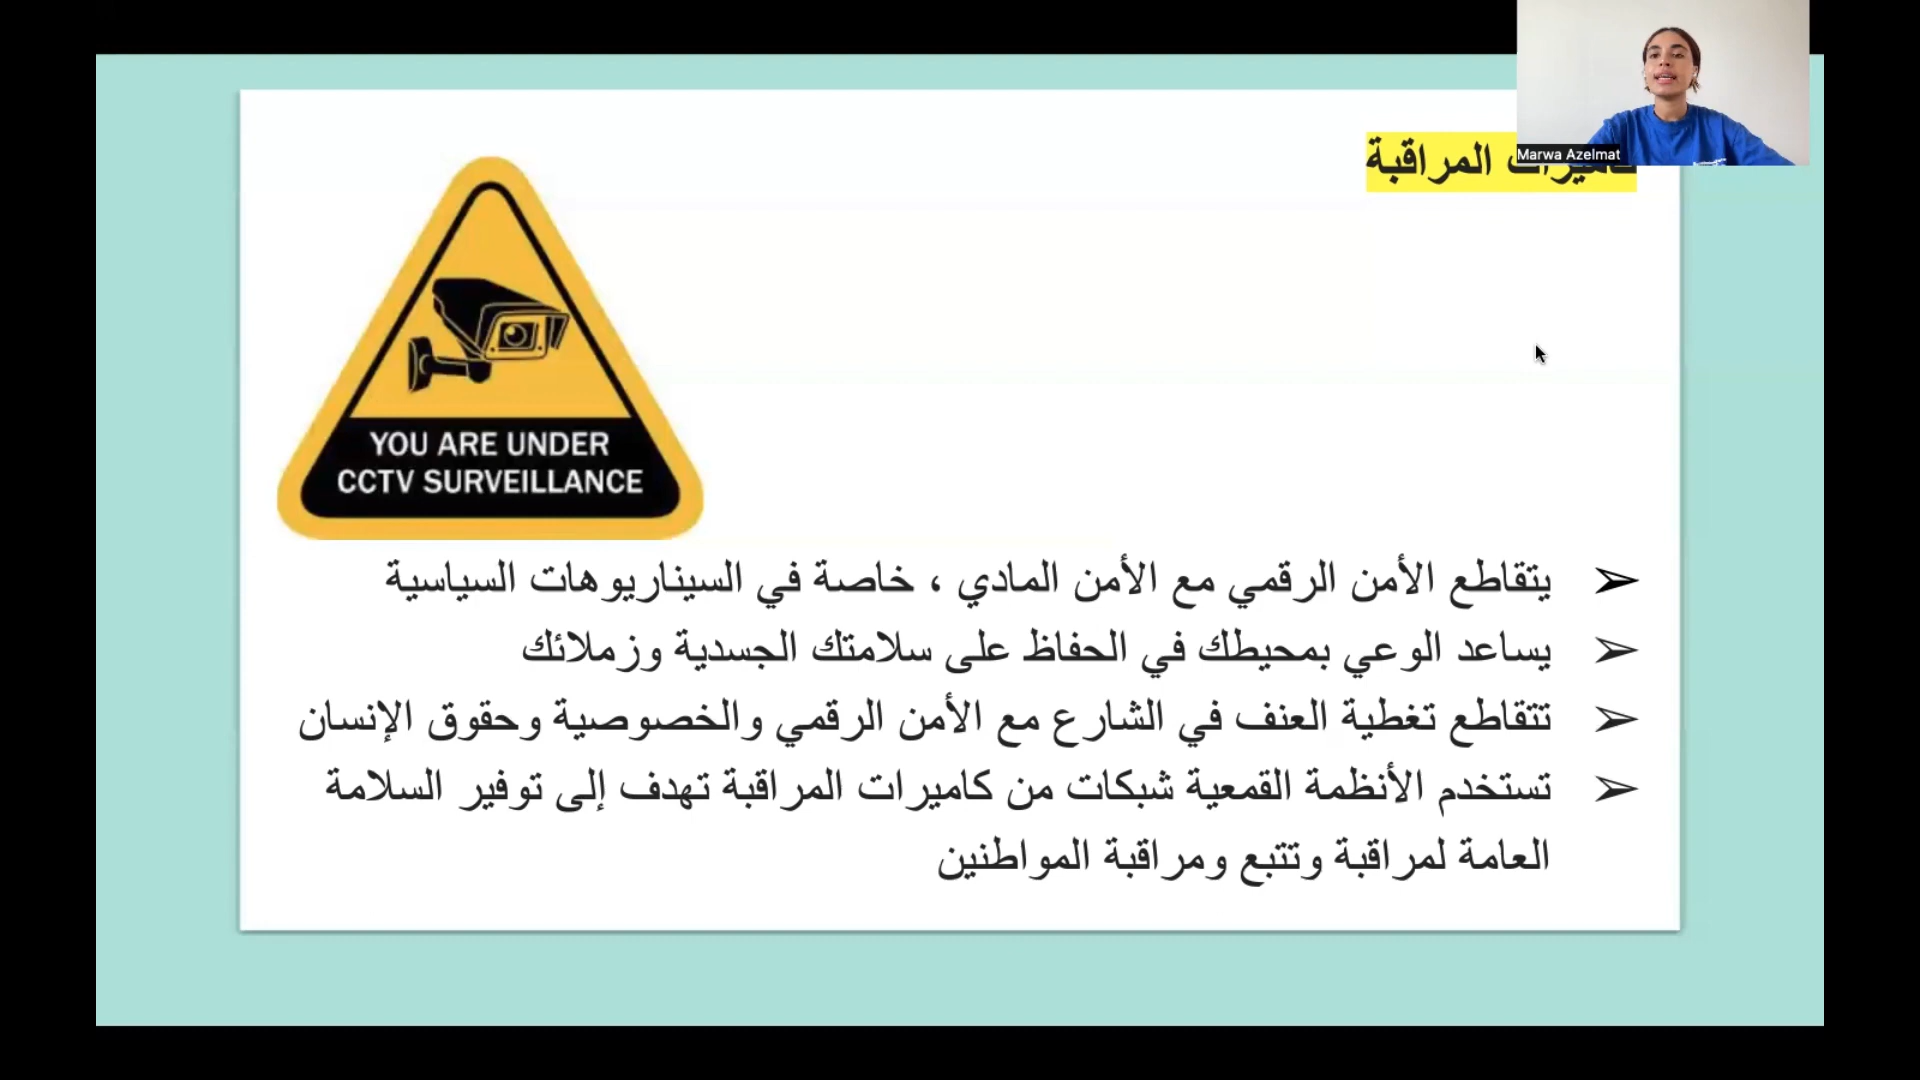 Marwa Azelmat
المراقبة
YOU ARE UNDER
CCTV SURVEILLANCE
يتقاطع الأمن الرقمي مع الأمن المادي ، خاصة في السيناريوهات السياسية
يساعد الوعي بمحيطك في الحفاظ على سلامتك الجسدية وزملائك
تتقاطع تغطية العنف في الشارع مع الأمن الرقمي والخصوصية وحقوق الإنسان
تستخدم الأنظمة القمعية شبكات من كاميرات المراقبة تهدف إلى توفير السلامة
العامة لمراقبة وتتبع ومراقبة المواطنين